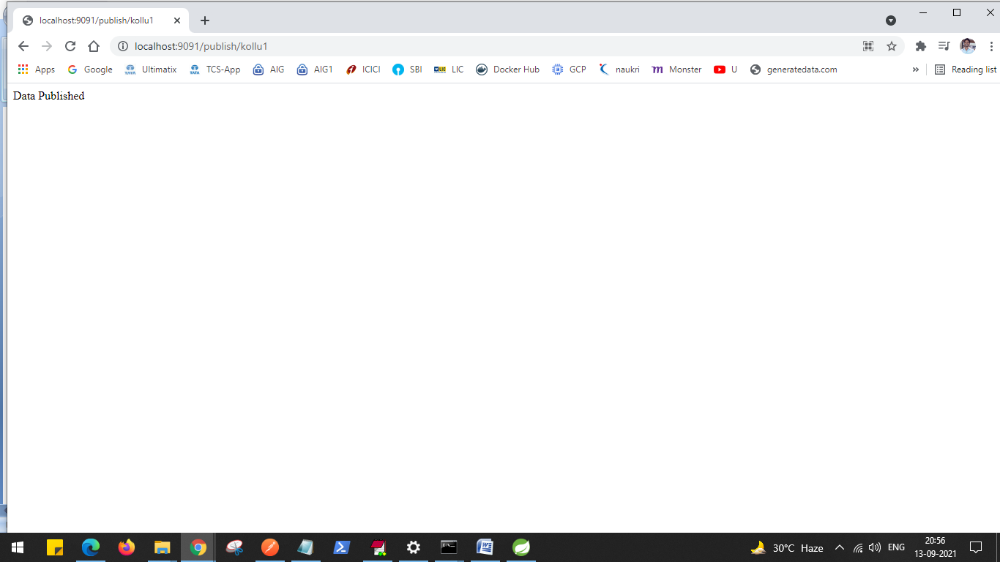 localhost:9091/publish/kollu1
localhost:9091/publish/kollu1
Apps Google Ultimatix TCS-App AIG AIG1 ICICI SBI LIC Docker Hub GCP naukri Monster U generatedata.com » Reading list
Data Published
30°C Haze ENG 20:56
13-09-2021